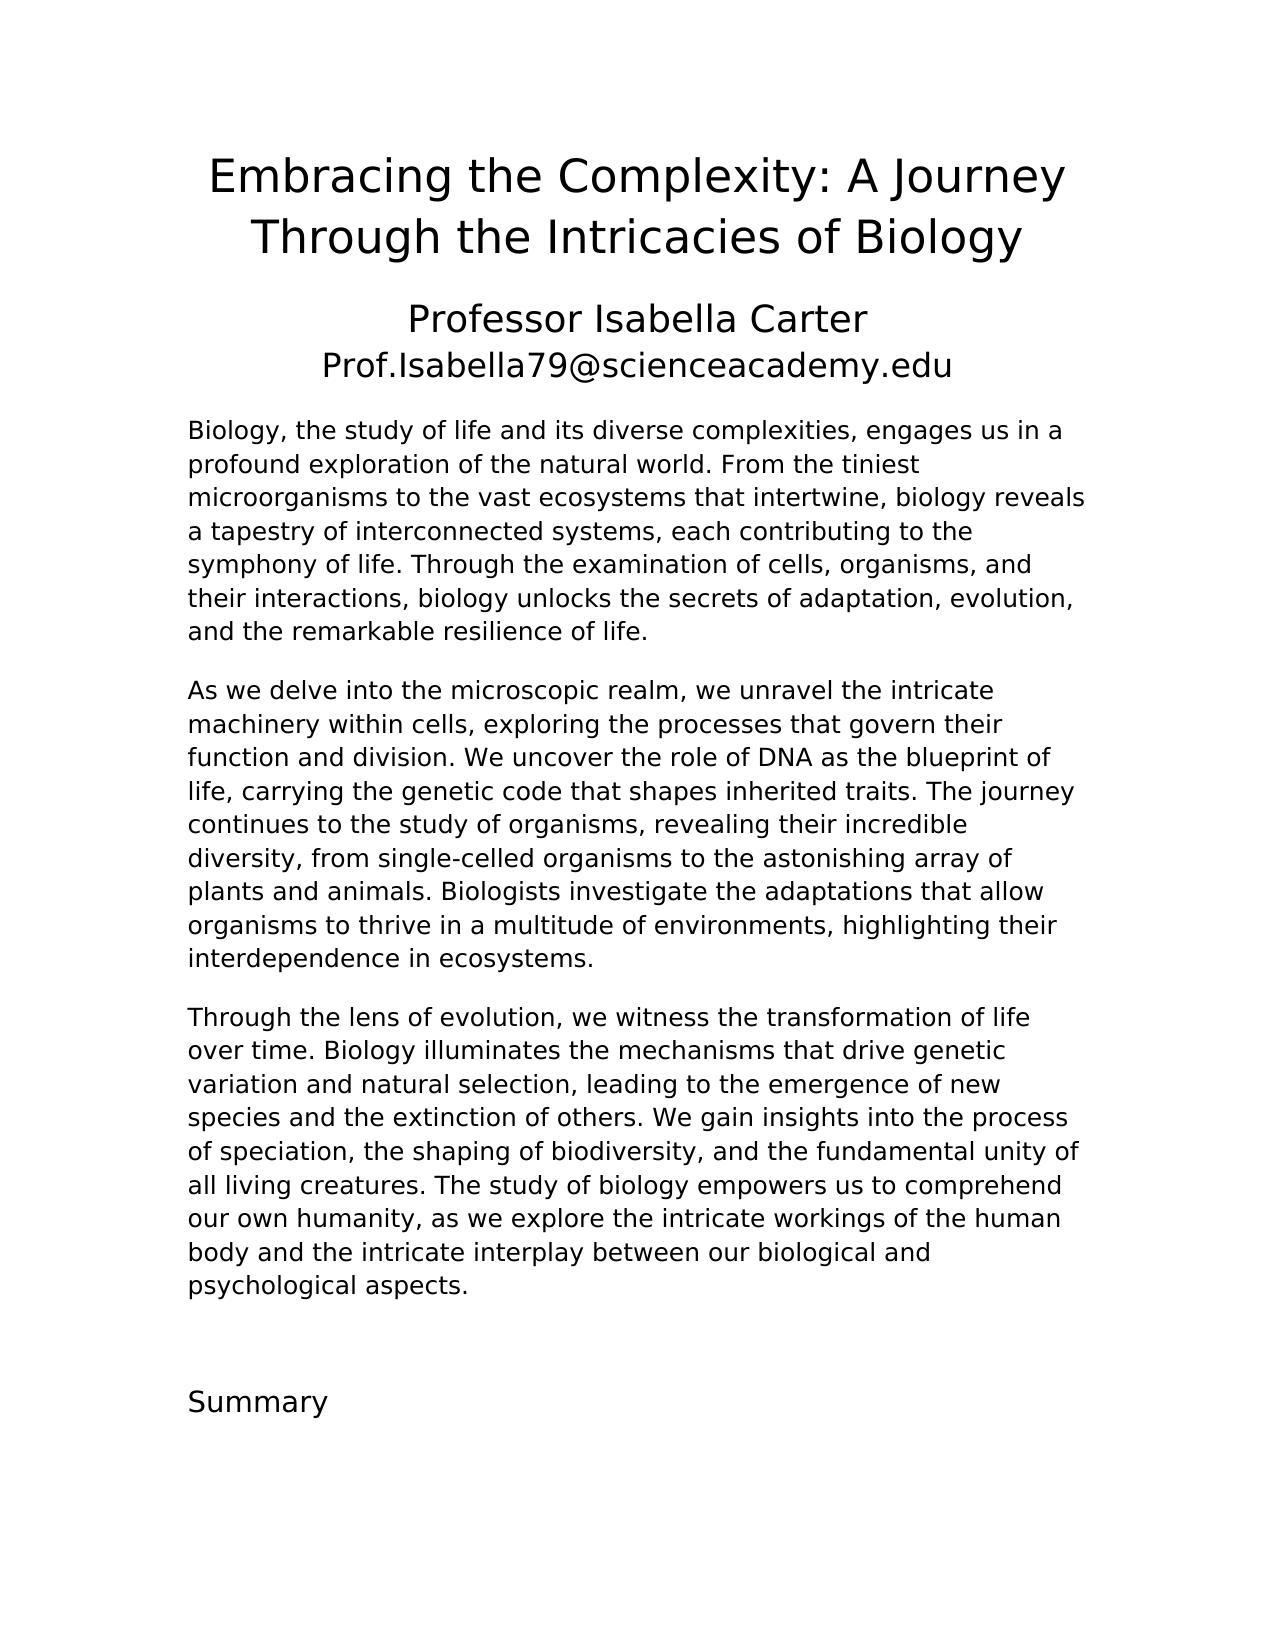 Embracing the Complexity: A Journey
Through the Intricacies of Biology
Professor Isabella Carter
Prof.Isabella79@scienceacademy.edu
Biology, the study of life and its diverse complexities, engages us in a
profound exploration of the natural world. From the tiniest
microorganisms to the vast ecosystems that intertwine, biology reveals
a tapestry of interconnected systems, each contributing to the
symphony of life. Through the examination of cells, organisms, and
their interactions, biology unlocks the secrets of adaptation, evolution,
and the remarkable resilience of life.
As we delve into the microscopic realm, we unravel the intricate
machinery within cells, exploring the processes that govern their
function and division. We uncover the role of DNA as the blueprint of
life, carrying the genetic code that shapes inherited traits. The journey
continues to the study of organisms, revealing their incredible
diversity, from single-celled organisms to the astonishing array of
plants and animals. Biologists investigate the adaptations that allow
organisms to thrive in a multitude of environments, highlighting their
interdependence in ecosystems.
Through the lens of evolution, we witness the transformation of life
over time. Biology illuminates the mechanisms that drive genetic
variation and natural selection, leading to the emergence of new
species and the extinction of others. We gain insights into the process
of speciation, the shaping of biodiversity, and the fundamental unity of
all living creatures. The study of biology empowers us to comprehend
our own humanity, as we explore the intricate workings of the human
body and the intricate interplay between our biological and
psychological aspects.
Summary